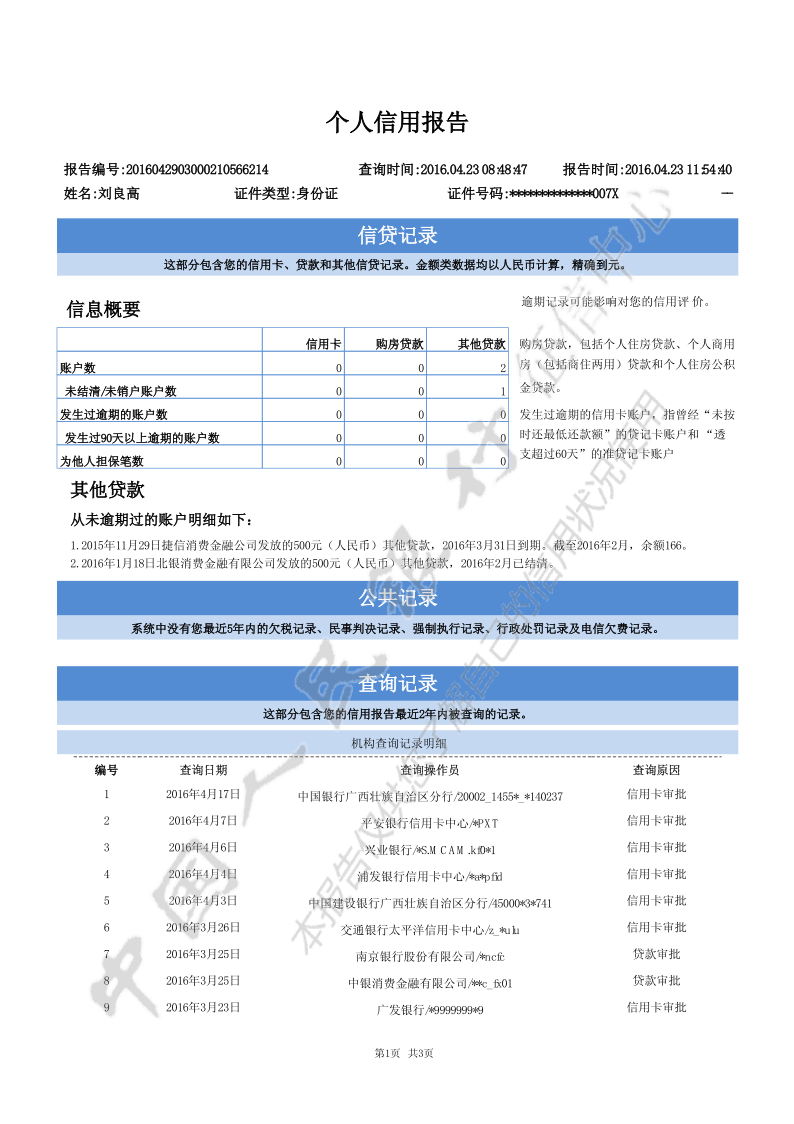 个人信用报告
报告编号:2016042903000210566214 查询时间:2016.04.23 08:48:47 报告时间:2016.04.23 11:54:40
姓名:刘良高 证件类型:身份证 证件号码:**************007X --
信贷记录
这部分包含您的信用卡、贷款和其他信贷记录。金额类数据均以人民币计算，精确到元。
信息概要
逾期记录可能影响对您的信用评 价。
信用卡 购房贷款 其他贷款
账户数 0 0 2
未结清/未销户账户数 0 0 1
发生过逾期的账户数 0 0 0
发生过90天以上逾期的账户数 0 0 0
为他人担保笔数 0 0 0
购房贷款，包括个人住房贷款、个人商用
房（包括商住两用）贷款和个人住房公积
金贷款。
发生过逾期的信用卡账户，指曾经“未按
时还最低还款额”的贷记卡账户和 “透
支超过60天”的准贷记卡账户
其他贷款
从未逾期过的账户明细如下：
1.2015年11月29日捷信消费金融公司发放的500元（人民币）其他贷款，2016年3月31日到期。截至2016年2月，余额166。
2.2016年1月18日北银消费金融有限公司发放的500元（人民币）其他贷款，2016年2月已结清。
公共记录
系统中没有您最近5年内的欠税记录、民事判决记录、强制执行记录、行政处罚记录及电信欠费记录。
查询记录
这部分包含您的信用报告最近2年内被查询的记录。
机构查询记录明细
编号 查询日期 查询操作员 查询原因
1 2016年4月17日 中国银行广西壮族自治区分行/20002_1455*_*140237 信用卡审批
2 2016年4月7日 平安银行信用卡中心/*PXT 信用卡审批
3 2016年4月6日 兴业银行/*S.MCAM.kf0*1 信用卡审批
4 2016年4月4日 浦发银行信用卡中心/*a*pfid 信用卡审批
5 2016年4月3日 中国建设银行广西壮族自治区分行/45000*3*741 信用卡审批
6 2016年3月26日 交通银行太平洋信用卡中心/z_*ulu 信用卡审批
7 2016年3月25日 南京银行股份有限公司/*ncfc 贷款审批
8 2016年3月25日 中银消费金融有限公司/**c_fx01 贷款审批
9 2016年3月23日 广发银行/*9999999*9 信用卡审批
第1页 共3页
中国人民银行征信中心
本报告仅供您了解自己的信用状况使用